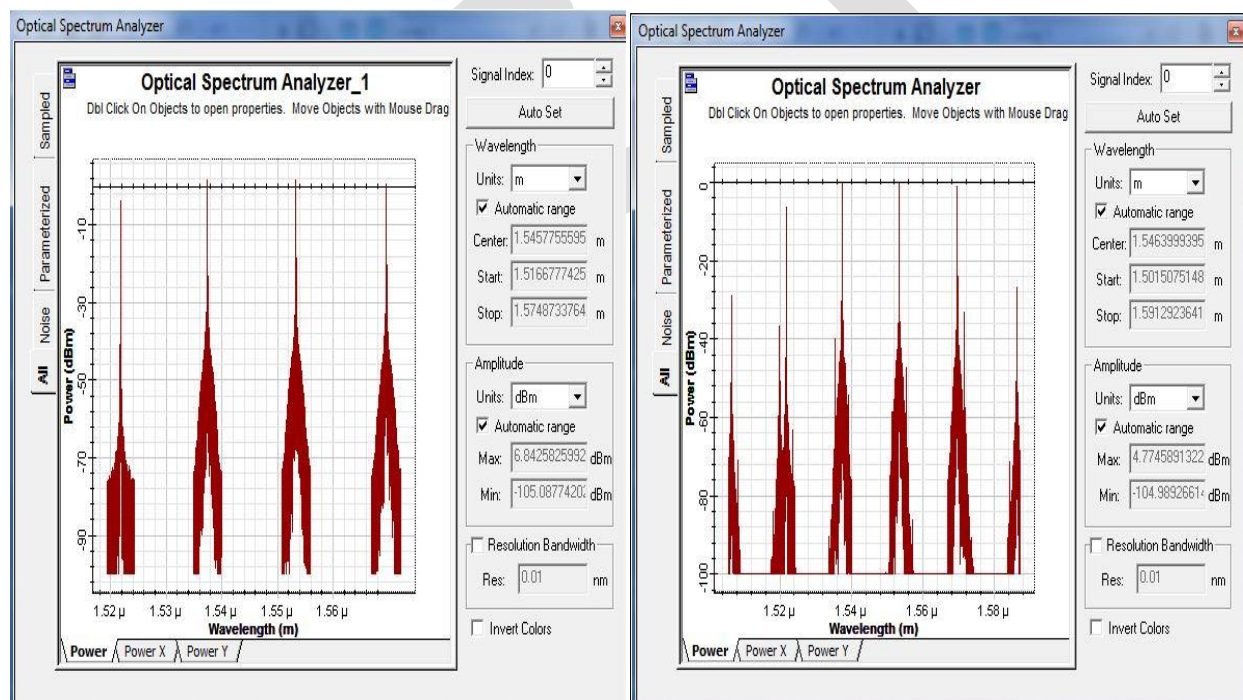 Optical Spectrum Analyzer
Optical Spectrum Analyzer_1
Dbl Click On Objects to open properties. Move Objects with Mouse Drag
Sampled
Parameterized
Noise
All
Power (dBm)
-10
-30
-50
-70
-90
1.52 µ
1.53 µ
1.54 µ
1.55 µ
1.56 µ
Wavelength (m)
Power
Power X
Power Y
Signal Index: 0
Auto Set
Wavelength
Units: m
Automatic range
Center: 1.5457755595 m
Start: 1.5166777425 m
Stop: 1.5748733764 m
Amplitude
Units: dBm
Automatic range
Max: 6.8425825992 dBm
Min: -105.08774202 dBm
Resolution Bandwidth
Res: 0.01 nm
Invert Colors
Optical Spectrum Analyzer
Optical Spectrum Analyzer
Dbl Click On Objects to open properties. Move Objects with Mouse Drag
Sampled
Parameterized
Noise
All
Power (dBm)
0
-20
-40
-60
-80
-100
1.52 µ
1.54 µ
1.56 µ
1.58 µ
Wavelength (m)
Power
Power X
Power Y
Signal Index: 0
Auto Set
Wavelength
Units: m
Automatic range
Center: 1.5463999395 m
Start: 1.5015075148 m
Stop: 1.5912923641 m
Amplitude
Units: dBm
Automatic range
Max: 4.7745891322 dBm
Min: -104.98926614 dBm
Resolution Bandwidth
Res: 0.01 nm
Invert Colors